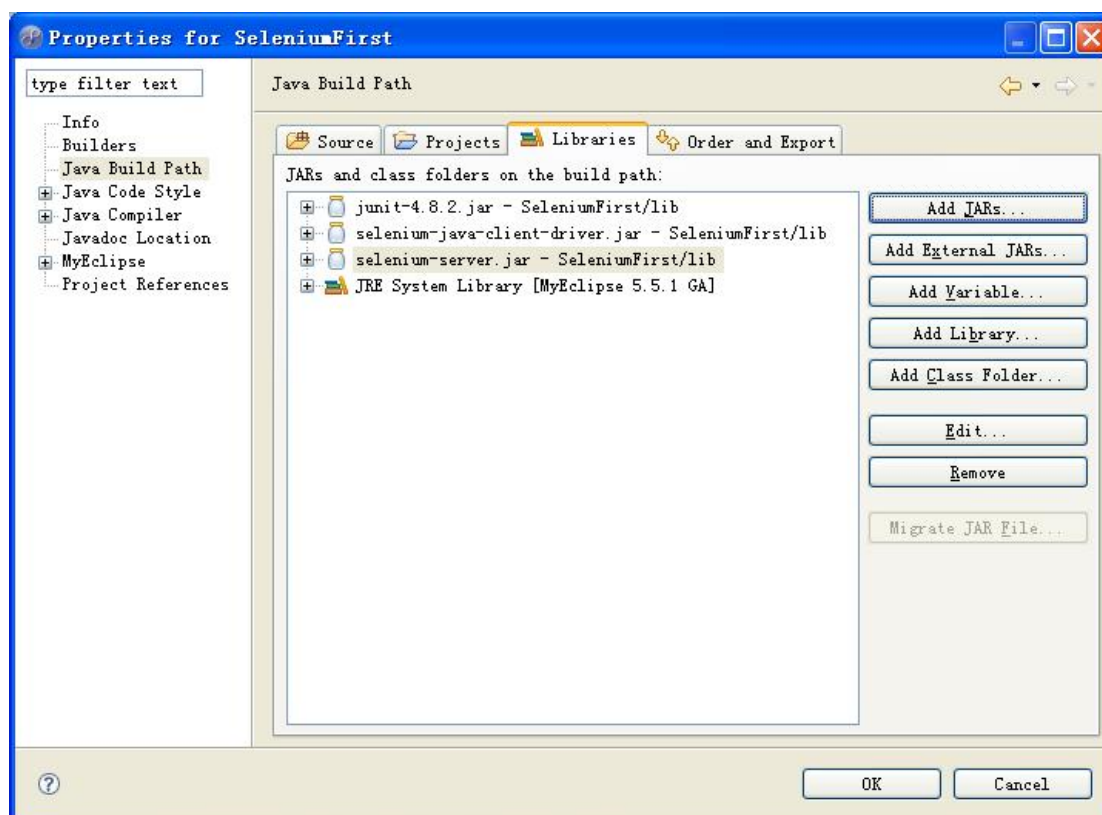 Properties for SeleniumFirst
type filter text
Info
Builders
Java Build Path
Java Code Style
Java Compiler
Javadoc Location
MyEclipse
Project References
Java Build Path
Source Projects Libraries Order and Export
JARs and class folders on the build path:
junit-4.8.2.jar - SeleniumFirst/lib
selenium-java-client-driver.jar - SeleniumFirst/lib
selenium-server.jar - SeleniumFirst/lib
JRE System Library [MyEclipse 5.5.1 GA]
Add JARs...
Add External JARs...
Add Variable...
Add Library...
Add Class Folder...
Edit...
Remove
Migrate JAR File...
OK Cancel